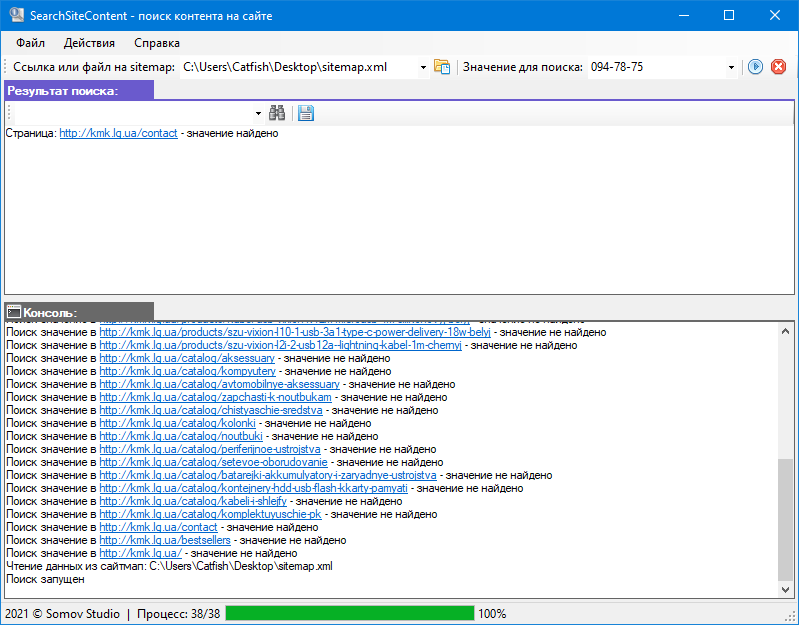 SearchSiteContent - поиск контента на сайте
Файл Действия Справка
Ссылка или файл на sitemap: C:\Users\Catfish\Desktop\sitemap.xml Значение для поиска: 094-78-75
Результат поиска:
Страница: http://kmk.lg.ua/contact - значение найдено
Консоль:
Поиск значение в http://kmk.lg.ua/products/szu-vixion-l10-1-usb-3a1-type-c-power-delivery-18w-belyj - значение не найдено
Поиск значение в http://kmk.lg.ua/products/szu-vixion-l2i-2-usb12a--lightning-kabel-1m-chernyj - значение не найдено
Поиск значение в http://kmk.lg.ua/catalog/aksessuary - значение не найдено
Поиск значение в http://kmk.lg.ua/catalog/kompyutery - значение не найдено
Поиск значение в http://kmk.lg.ua/catalog/avtomobilnye-aksessuary - значение не найдено
Поиск значение в http://kmk.lg.ua/catalog/zapchasti-k-noutbukam - значение не найдено
Поиск значение в http://kmk.lg.ua/catalog/chistyaschie-sredstva - значение не найдено
Поиск значение в http://kmk.lg.ua/catalog/kolonki - значение не найдено
Поиск значение в http://kmk.lg.ua/catalog/noutbuki - значение не найдено
Поиск значение в http://kmk.lg.ua/catalog/periferijnoe-ustrojstva - значение не найдено
Поиск значение в http://kmk.lg.ua/catalog/setevoe-oborudovanie - значение не найдено
Поиск значение в http://kmk.lg.ua/catalog/batarejki-akkumulyatory-i-zaryadnye-ustrojstva - значение не найдено
Поиск значение в http://kmk.lg.ua/catalog/kontejnery-hdd-usb-flash-kkarty-pamyati - значение не найдено
Поиск значение в http://kmk.lg.ua/catalog/kabeli-i-shlejfy - значение не найдено
Поиск значение в http://kmk.lg.ua/catalog/komplektuyuschie-pk - значение не найдено
Поиск значение в http://kmk.lg.ua/contact - значение найдено
Поиск значение в http://kmk.lg.ua/bestsellers - значение не найдено
Поиск значение в http://kmk.lg.ua/ - значение не найдено
Чтение данных из сайтмап: C:\Users\Catfish\Desktop\sitemap.xml
Поиск запущен
2021 © Somov Studio | Процесс: 38/38 100%